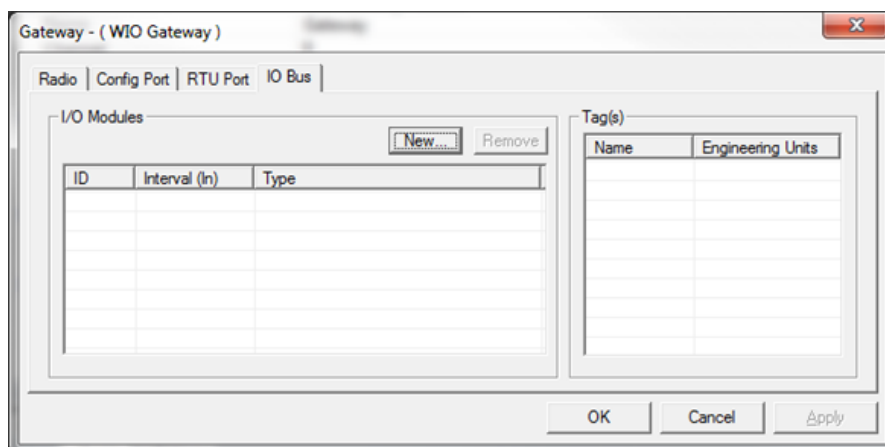 Gateway - ( WIO Gateway )
Radio Config Port RTU Port IO Bus
I/O Modules
New... Remove
ID Interval (In) Type
Tag(s)
Name Engineering Units
OK Cancel Apply